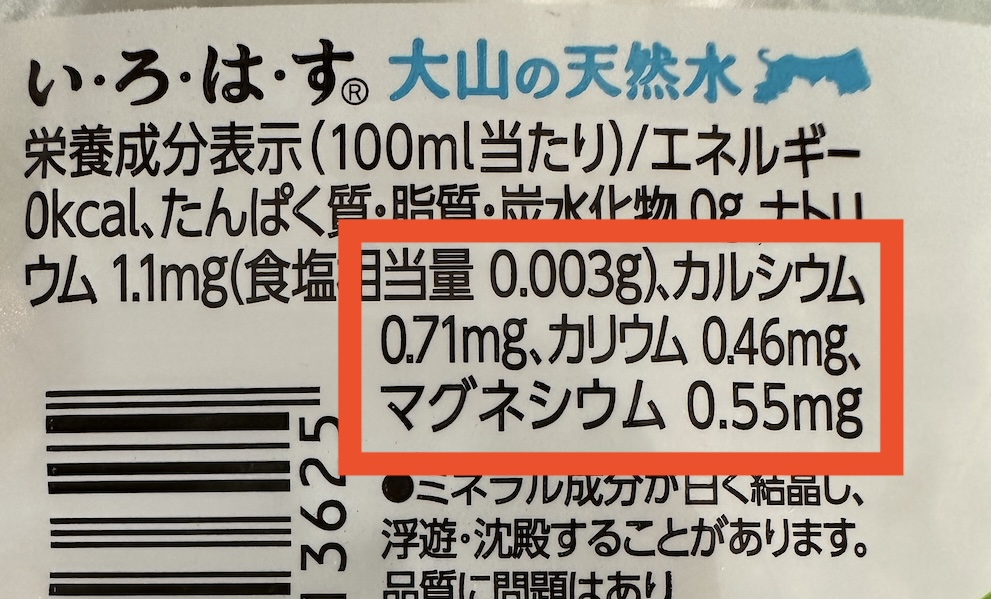 い・ろ・は・す® 大山の天然水
栄養成分表示(100ml当たり)/エネルギー
0kcal、たんぱく質・脂質・炭水化物 0g、ナトリ
ウム 1.1mg(食塩相当量 0.003g)、カルシウム
0.71mg、カリウム 0.46mg、
マグネシウム 0.55mg
●ミネラル成分が白く結晶し、
浮遊・沈殿することがあります。
品質に問題はあり
13625